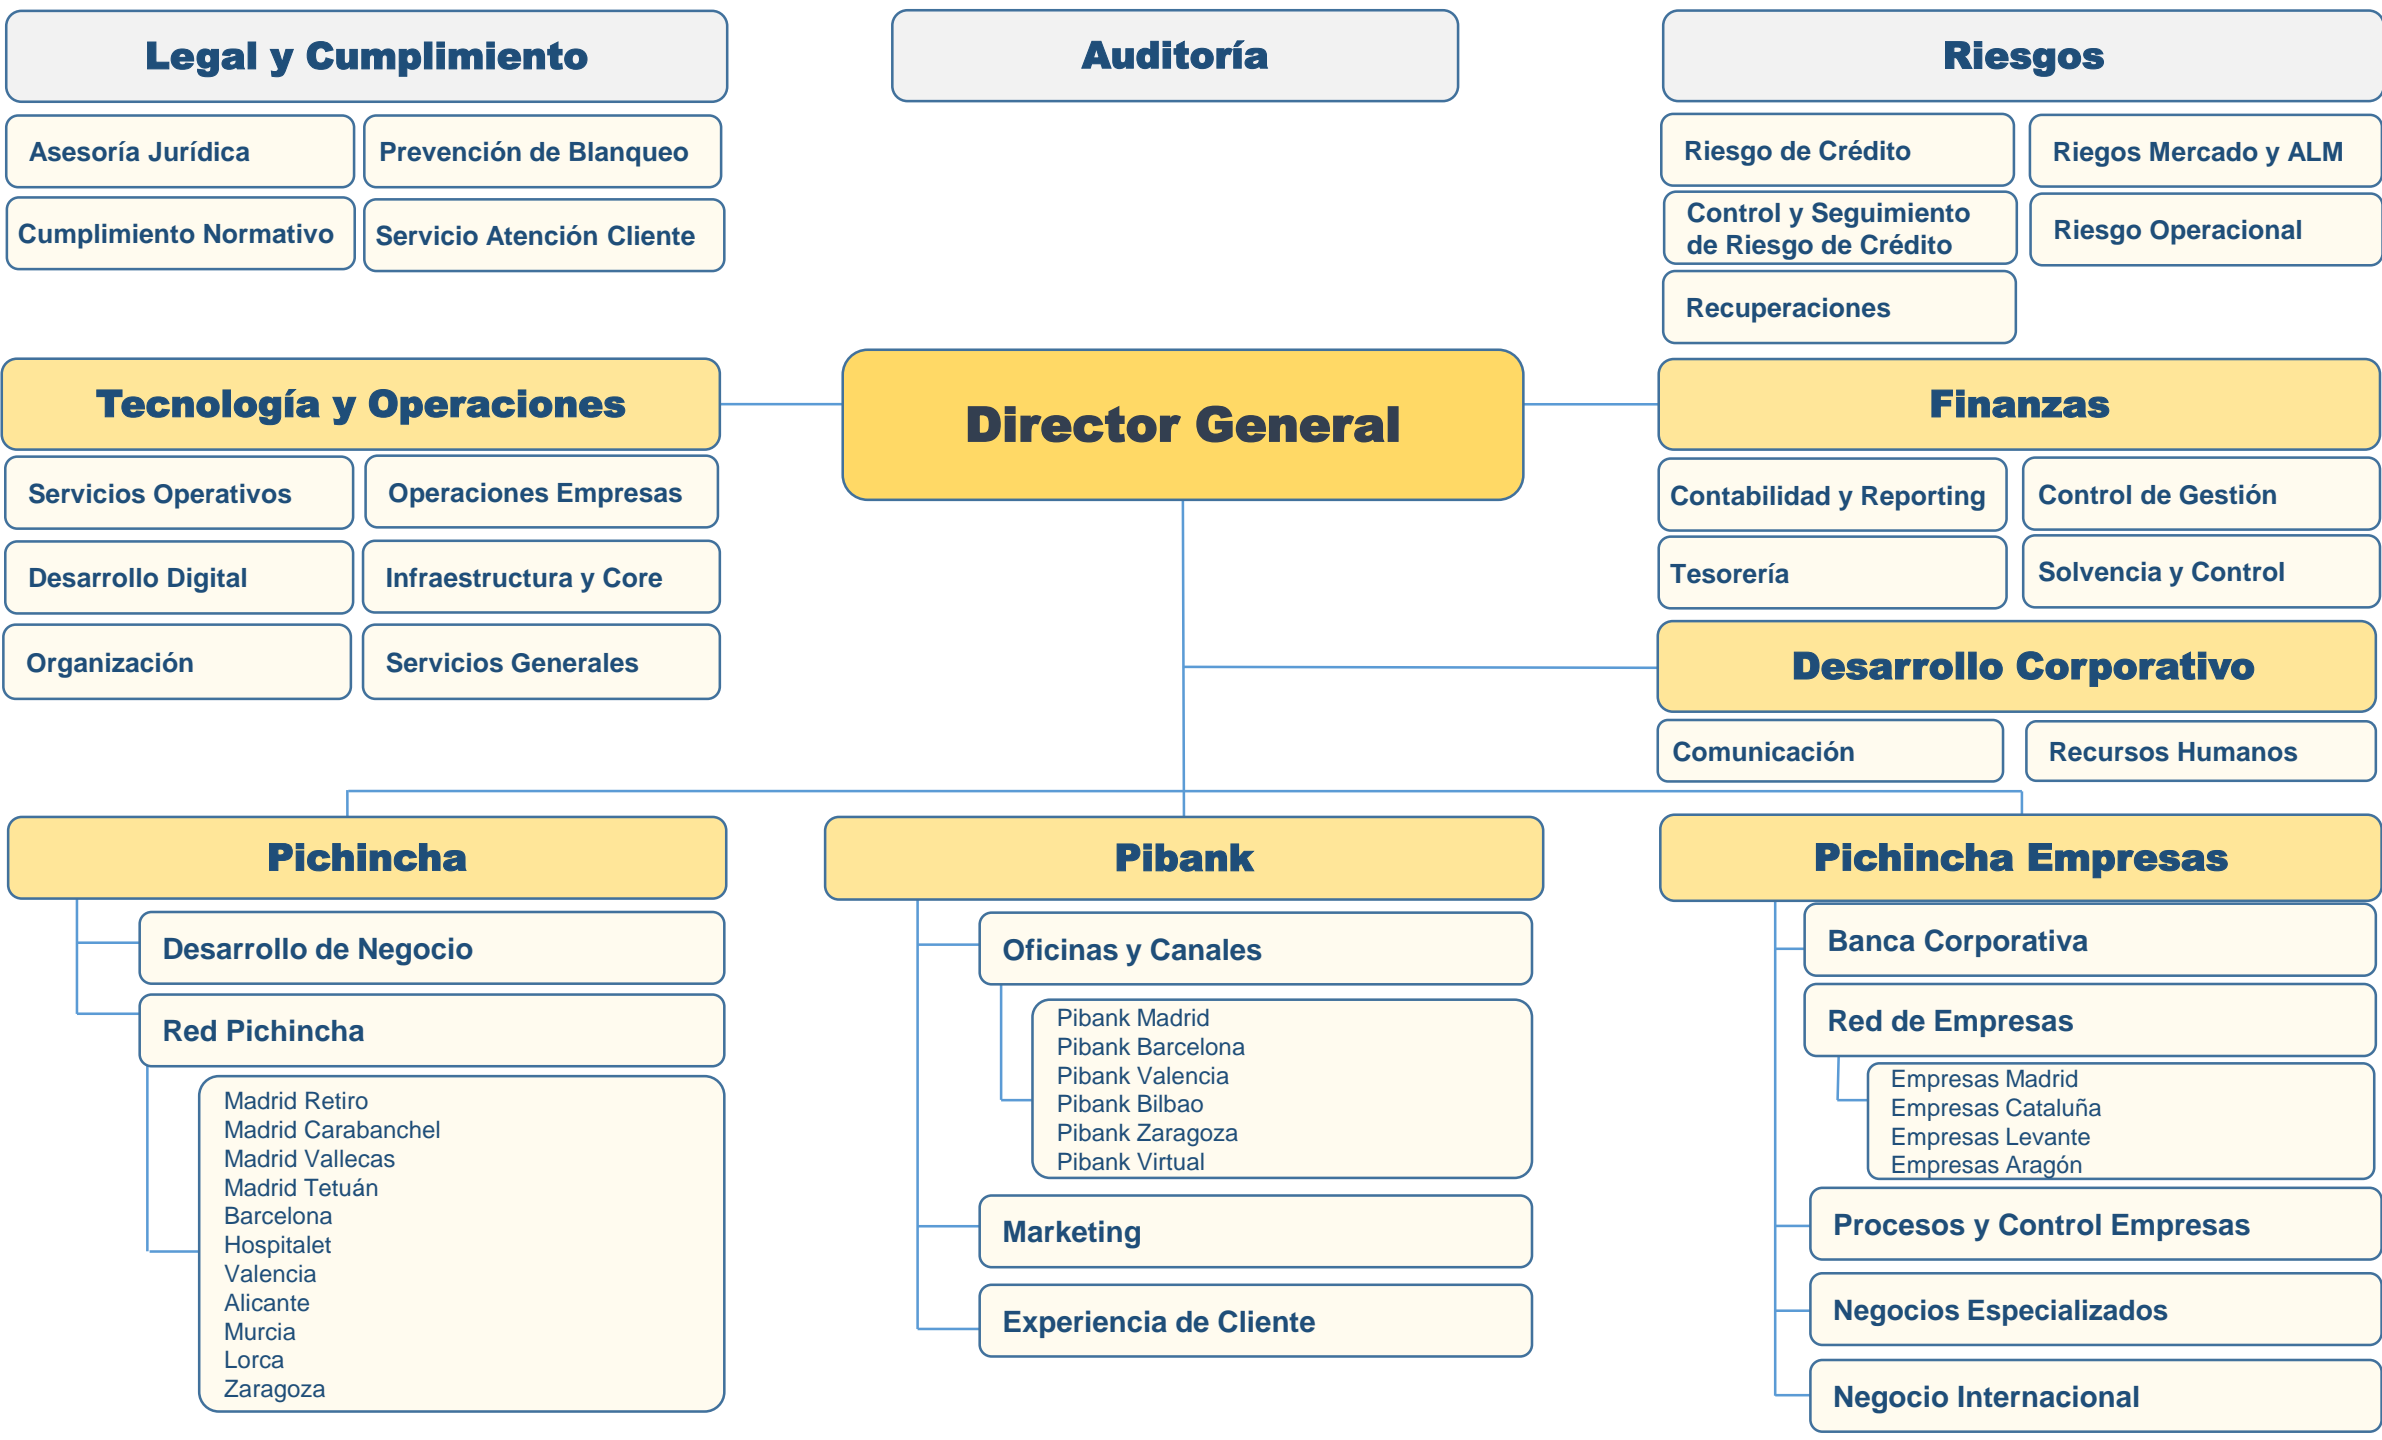 Legal y Cumplimiento
Asesoría Jurídica
Prevención de Blanqueo
Cumplimiento Normativo
Servicio Atención Cliente
Auditoría
Riesgos
Riesgo de Crédito
Riegos Mercado y ALM
Control y Seguimiento
de Riesgo de Crédito
Riesgo Operacional
Recuperaciones
Tecnología y Operaciones
Servicios Operativos
Operaciones Empresas
Desarrollo Digital
Infraestructura y Core
Organización
Servicios Generales
Director General
Finanzas
Contabilidad y Reporting
Control de Gestión
Tesorería
Solvencia y Control
Desarrollo Corporativo
Comunicación
Recursos Humanos
Pichincha
Desarrollo de Negocio
Red Pichincha
Madrid Retiro
Madrid Carabanchel
Madrid Vallecas
Madrid Tetuán
Barcelona
Hospitalet
Valencia
Alicante
Murcia
Lorca
Zaragoza
Pibank
Oficinas y Canales
Pibank Madrid
Pibank Barcelona
Pibank Valencia
Pibank Bilbao
Pibank Zaragoza
Pibank Virtual
Marketing
Experiencia de Cliente
Pichincha Empresas
Banca Corporativa
Red de Empresas
Empresas Madrid
Empresas Cataluña
Empresas Levante
Empresas Aragón
Procesos y Control Empresas
Negocios Especializados
Negocio Internacional